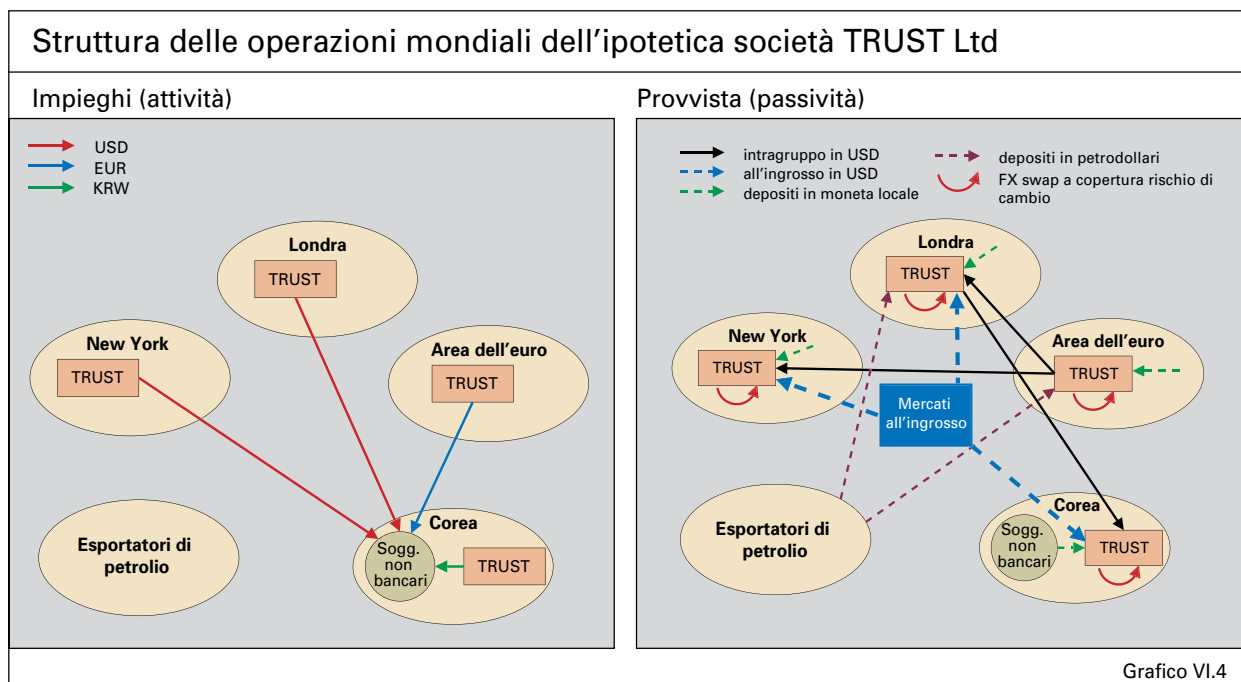 Struttura delle operazioni mondiali dell'ipotetica società TRUST Ltd
Impieghi (attività)
USD
EUR
KRW
Londra
TRUST
New York
TRUST
Area dell'euro
TRUST
Esportatori di
petrolio
Corea
Sogg.
non
bancari
TRUST
Provvista (passività)
intragruppo in USD
all'ingrosso in USD
depositi in moneta locale
depositi in petrodollari
FX swap a copertura rischio di
cambio
Londra
TRUST
New York
TRUST
Area dell'euro
TRUST
Mercati
all'ingrosso
Esportatori di
petrolio
Corea
Sogg.
non
bancari
TRUST
Grafico VI.4